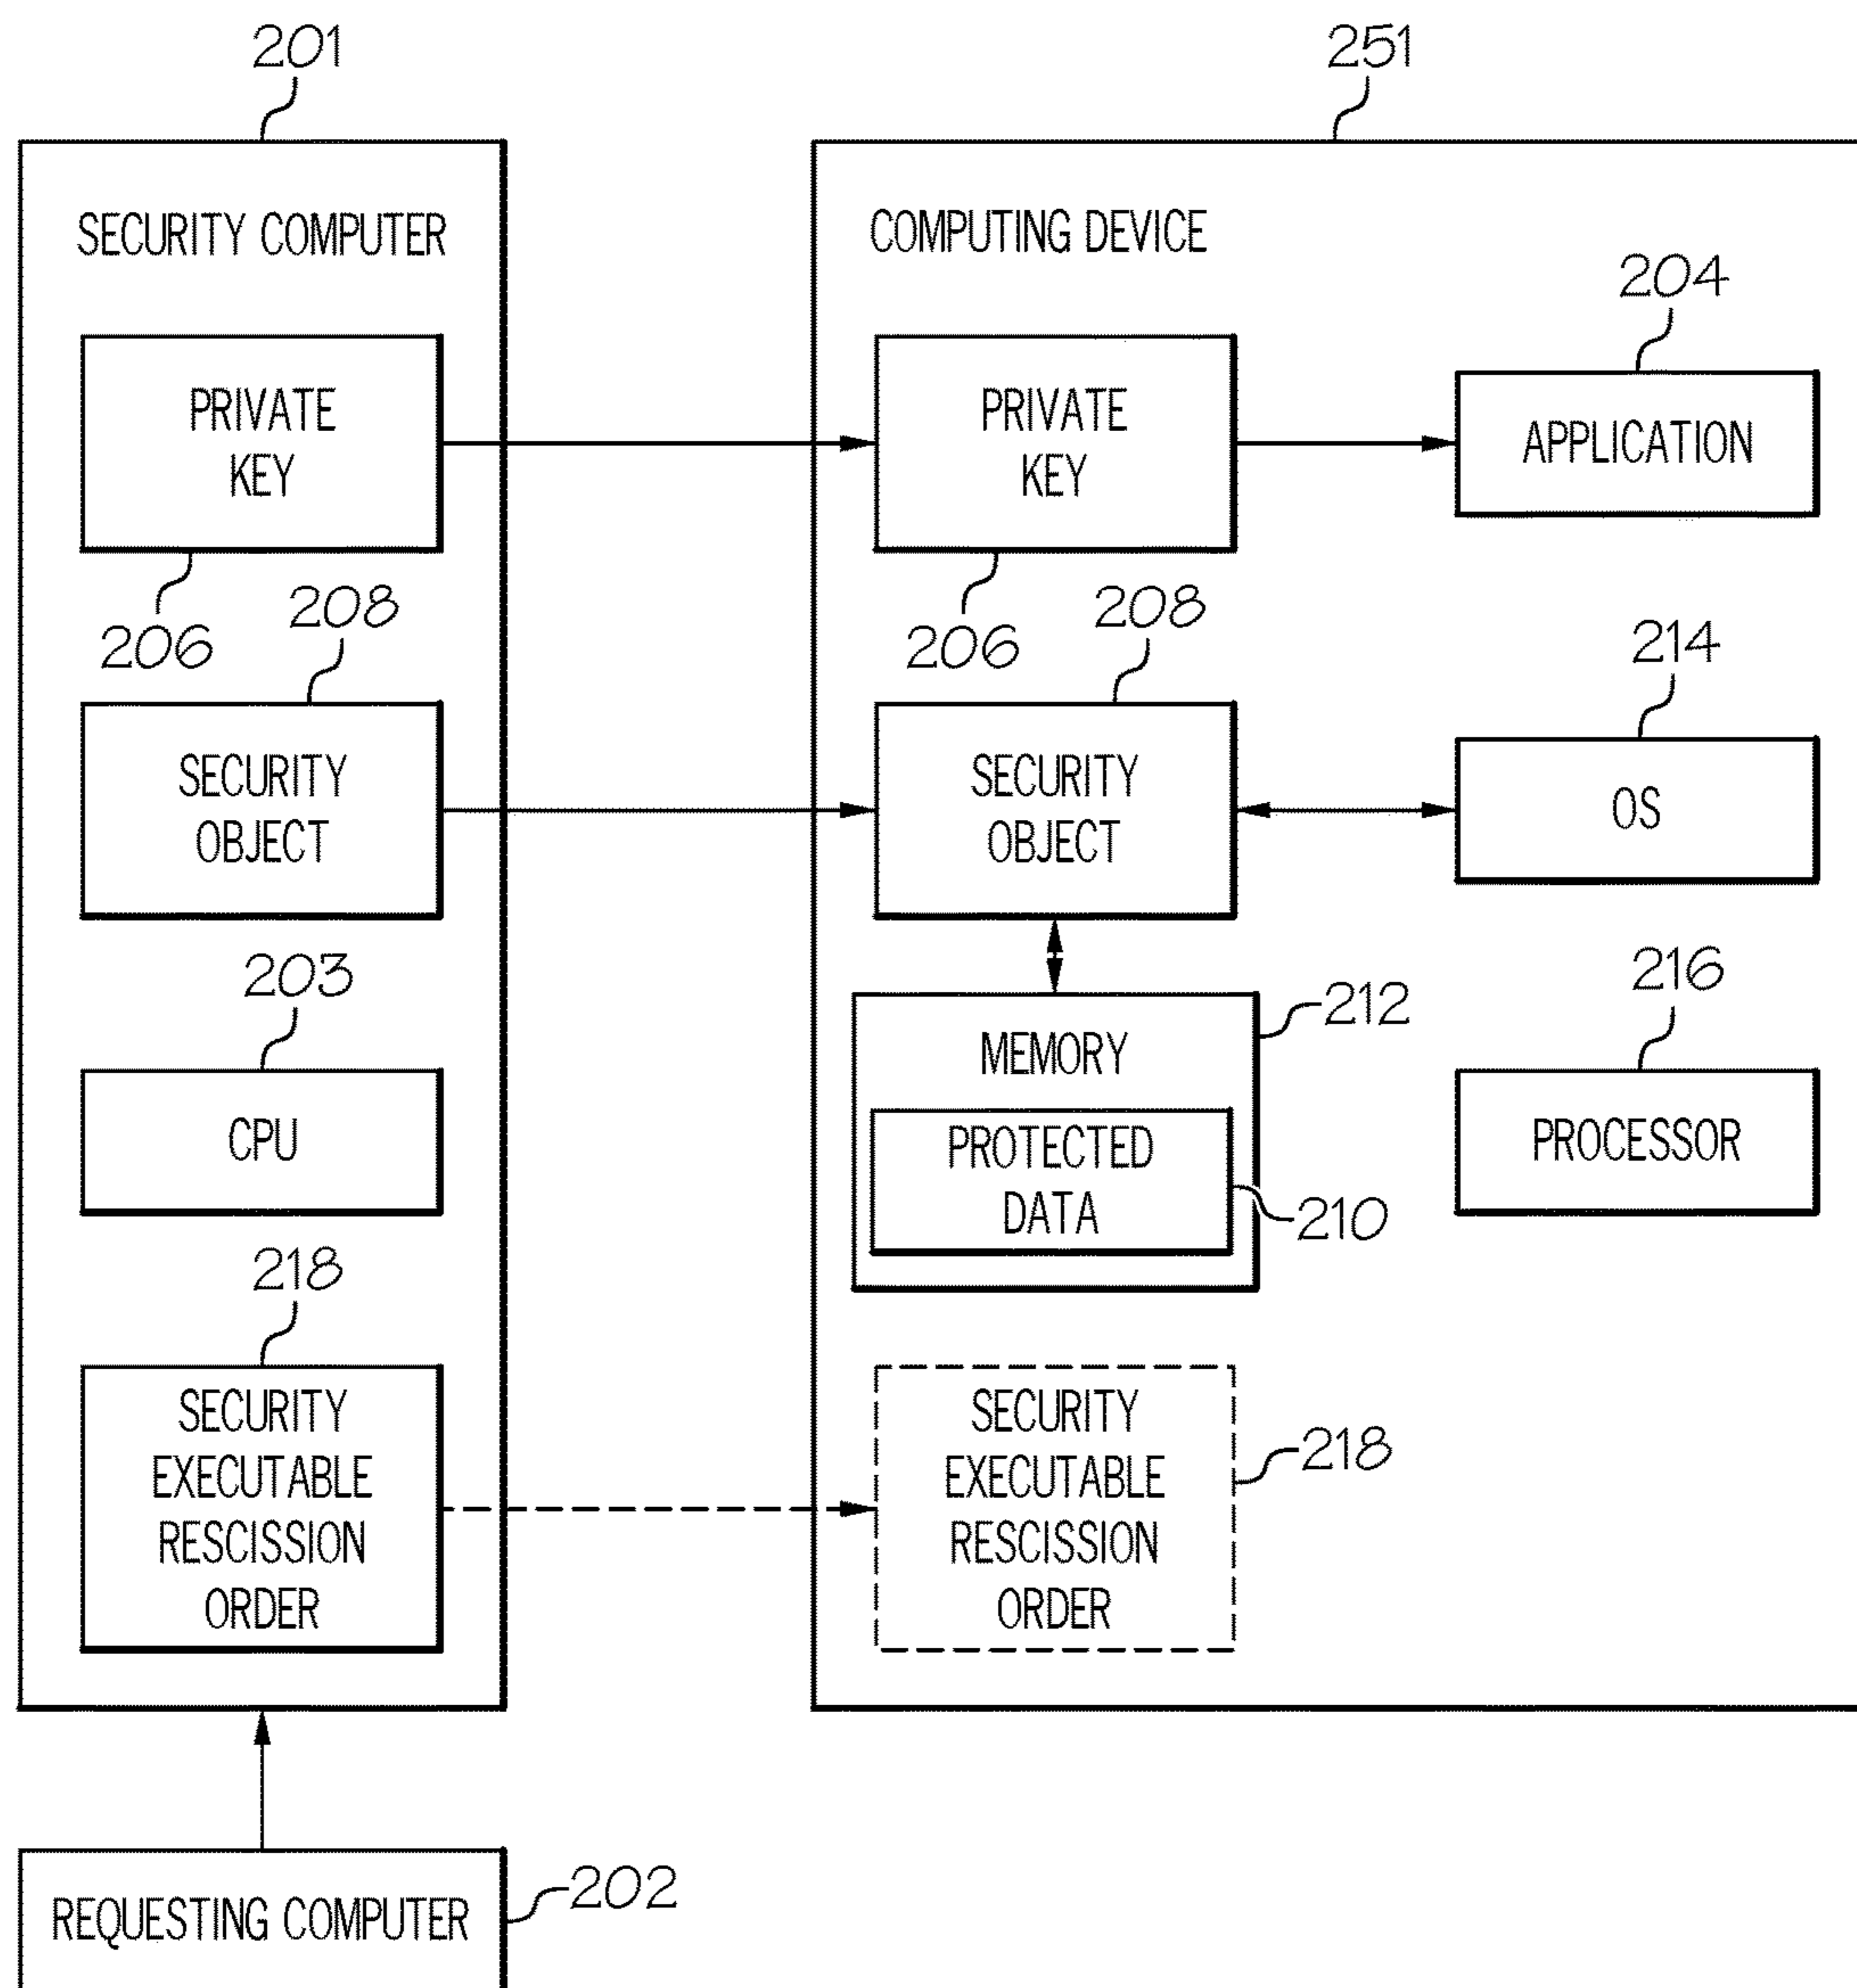 201
251
SECURITY COMPUTER
COMPUTING DEVICE
204
PRIVATE
KEY
PRIVATE
KEY
APPLICATION
206
208
206
208
214
SECURITY
OBJECT
SECURITY
OBJECT
OS
203
212
216
CPU
MEMORY
PROTECTED
DATA
210
PROCESSOR
218
SECURITY
EXECUTABLE
RESCISSION
ORDER
SECURITY
EXECUTABLE
RESCISSION
ORDER
218
REQUESTING COMPUTER
202